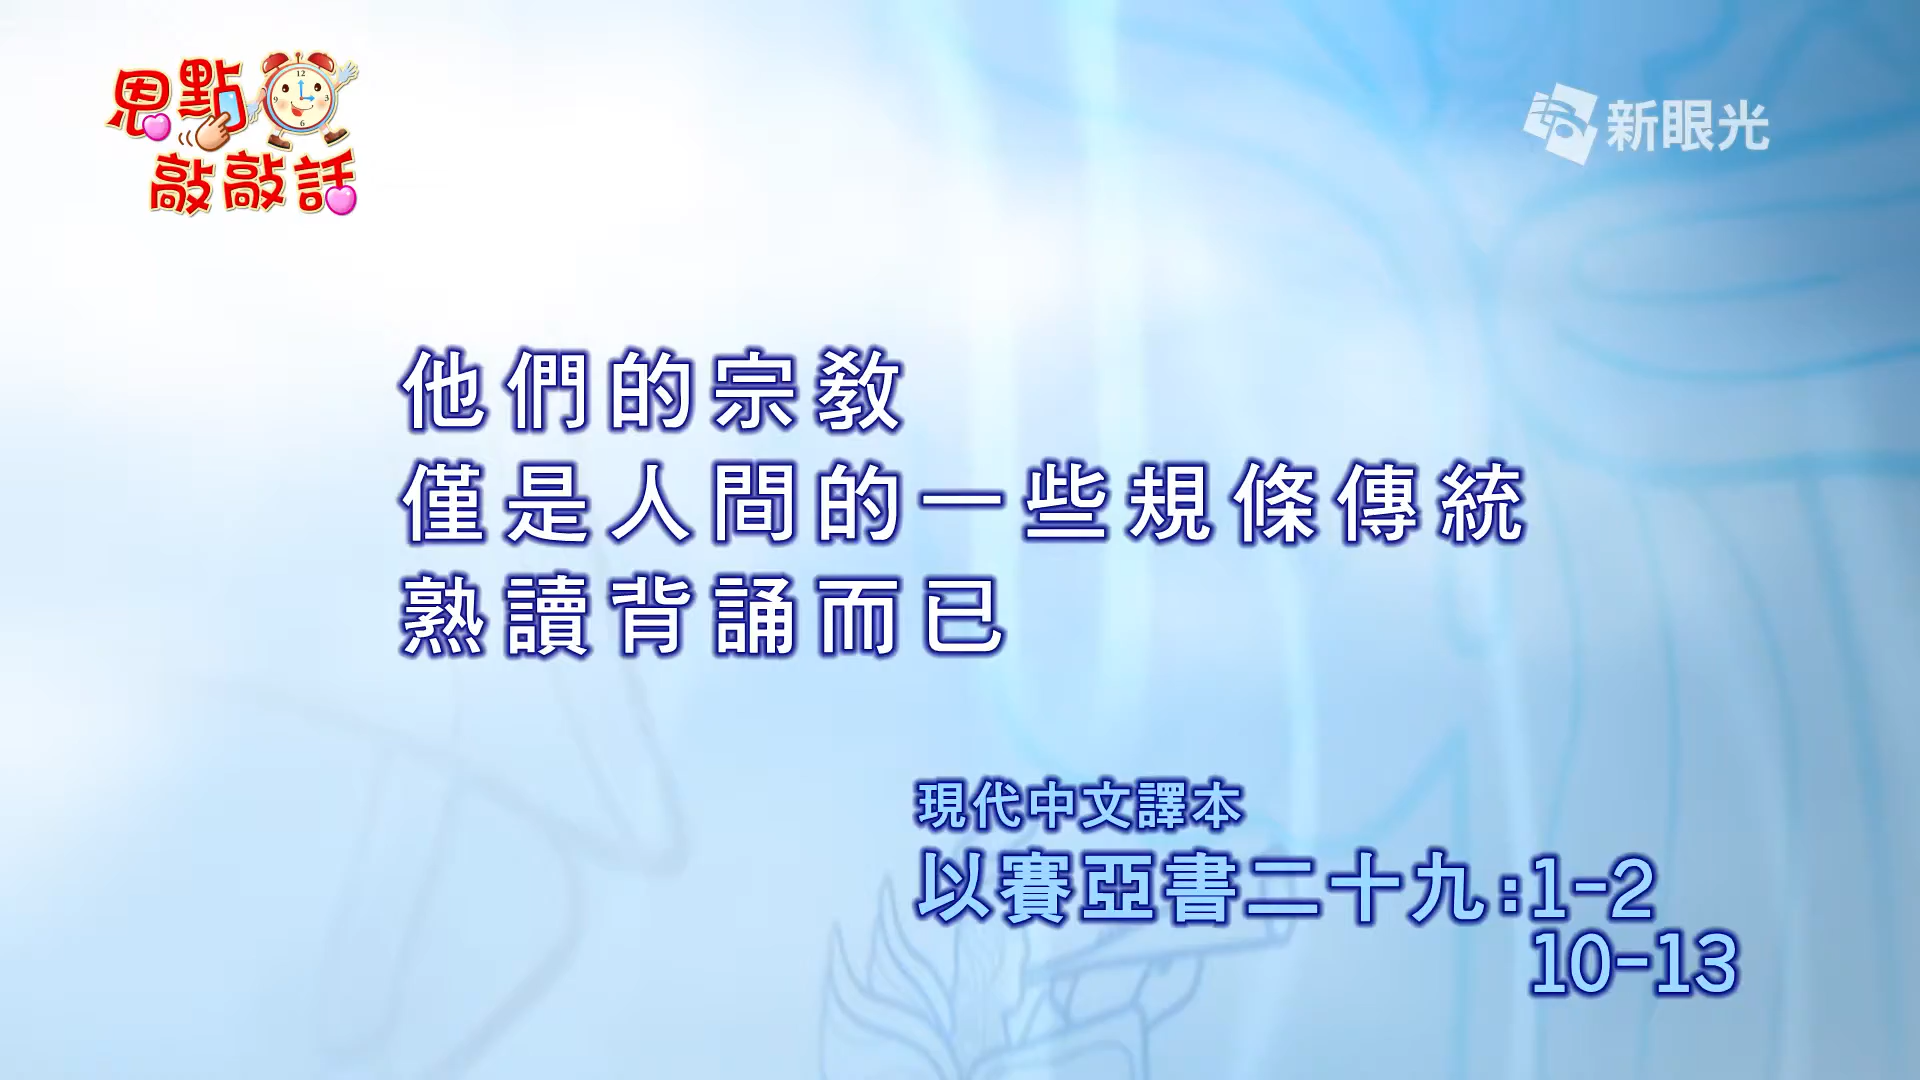 恩點
敲敲話
新眼光
他們的宗教
僅是人間的一些規條傳統
熟讀背誦而已
現代中文譯本
以賽亞書二十九:1-2
10-13